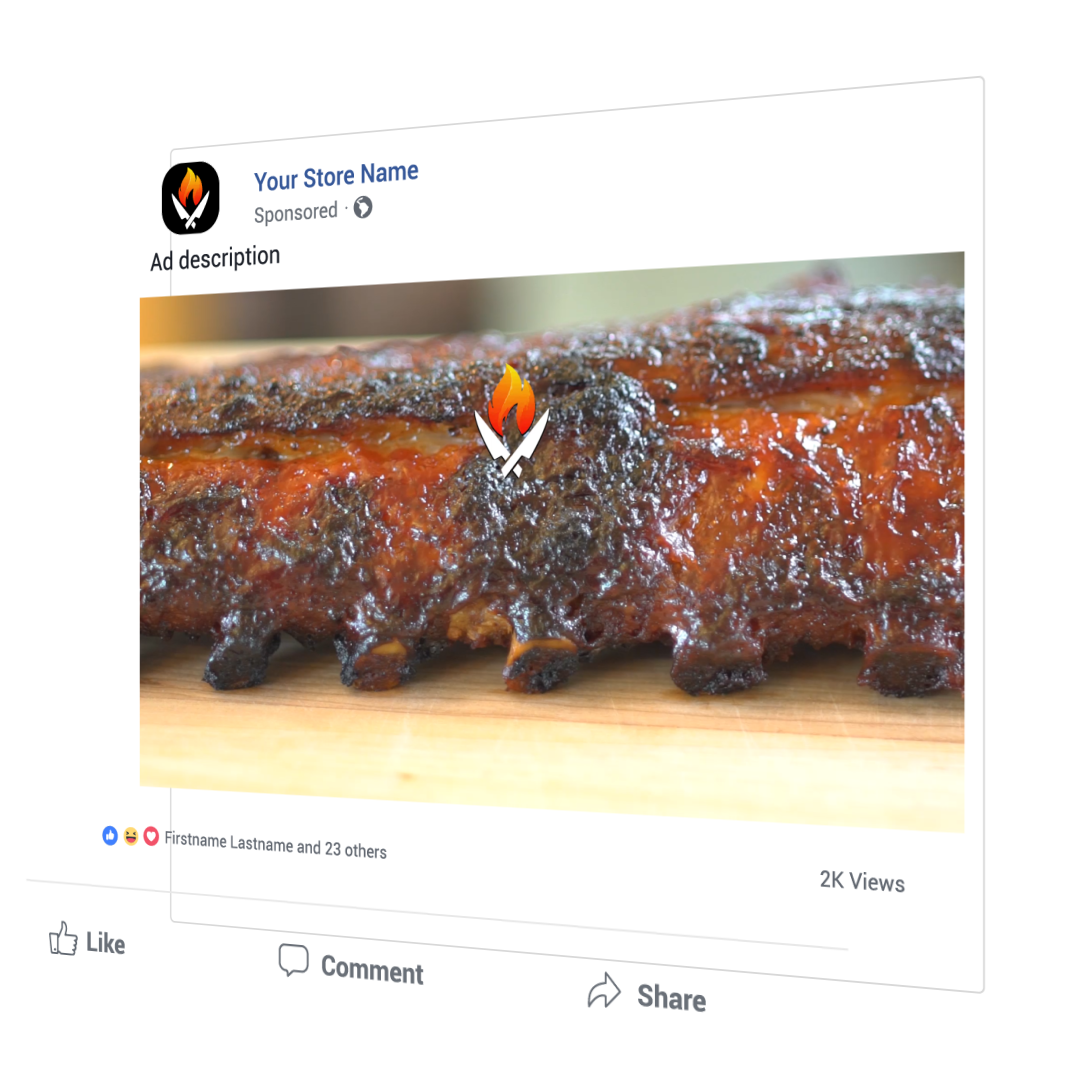 Your Store Name
Sponsored ·
Ad description
Firstname Lastname and 23 others
2K Views
Like
Comment
Share